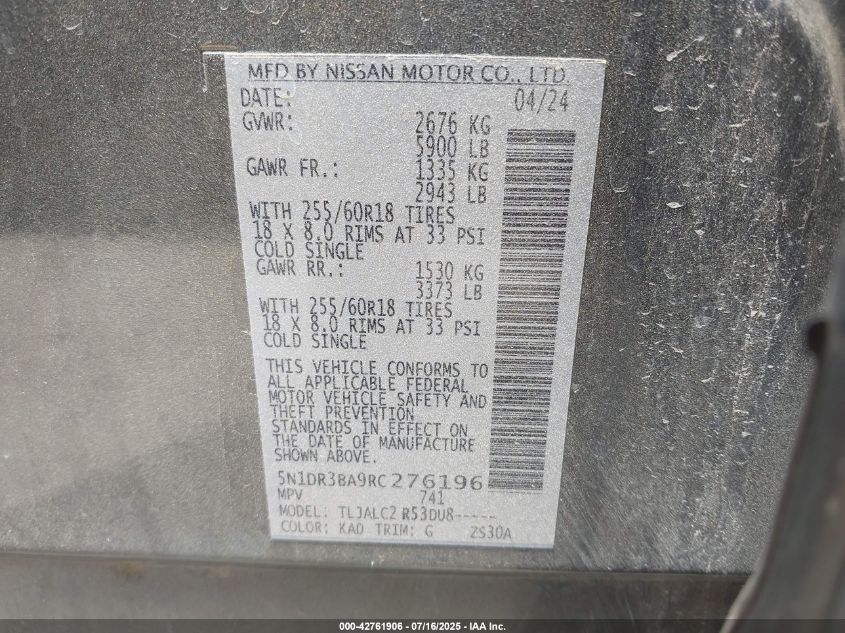 MFD BY NISSAN MOTOR CO., LTD.
DATE: 04/24
GVWR: 2676 KG
5900 LB
GAWR FR.: 1335 KG
2943 LB
WITH 255/60R18 TIRES
18 X 8.0 RIMS AT 33 PSI
COLD SINGLE
GAWR RR.: 1530 KG
3373 LB
WITH 255/60R18 TIRES
18 X 8.0 RIMS AT 33 PSI
COLD SINGLE
THIS VEHICLE CONFORMS TO
ALL APPLICABLE FEDERAL
MOTOR VEHICLE SAFETY AND
THEFT PREVENTION
STANDARDS IN EFFECT ON
THE DATE OF MANUFACTURE
SHOWN ABOVE.
5N1DR3BA9RC276196
MPV 741
MODEL: TLJALC2 R53DU8-----
COLOR: KAD TRIM: G ZS30A
000-42761906 - 07/16/2025 - IAA Inc.